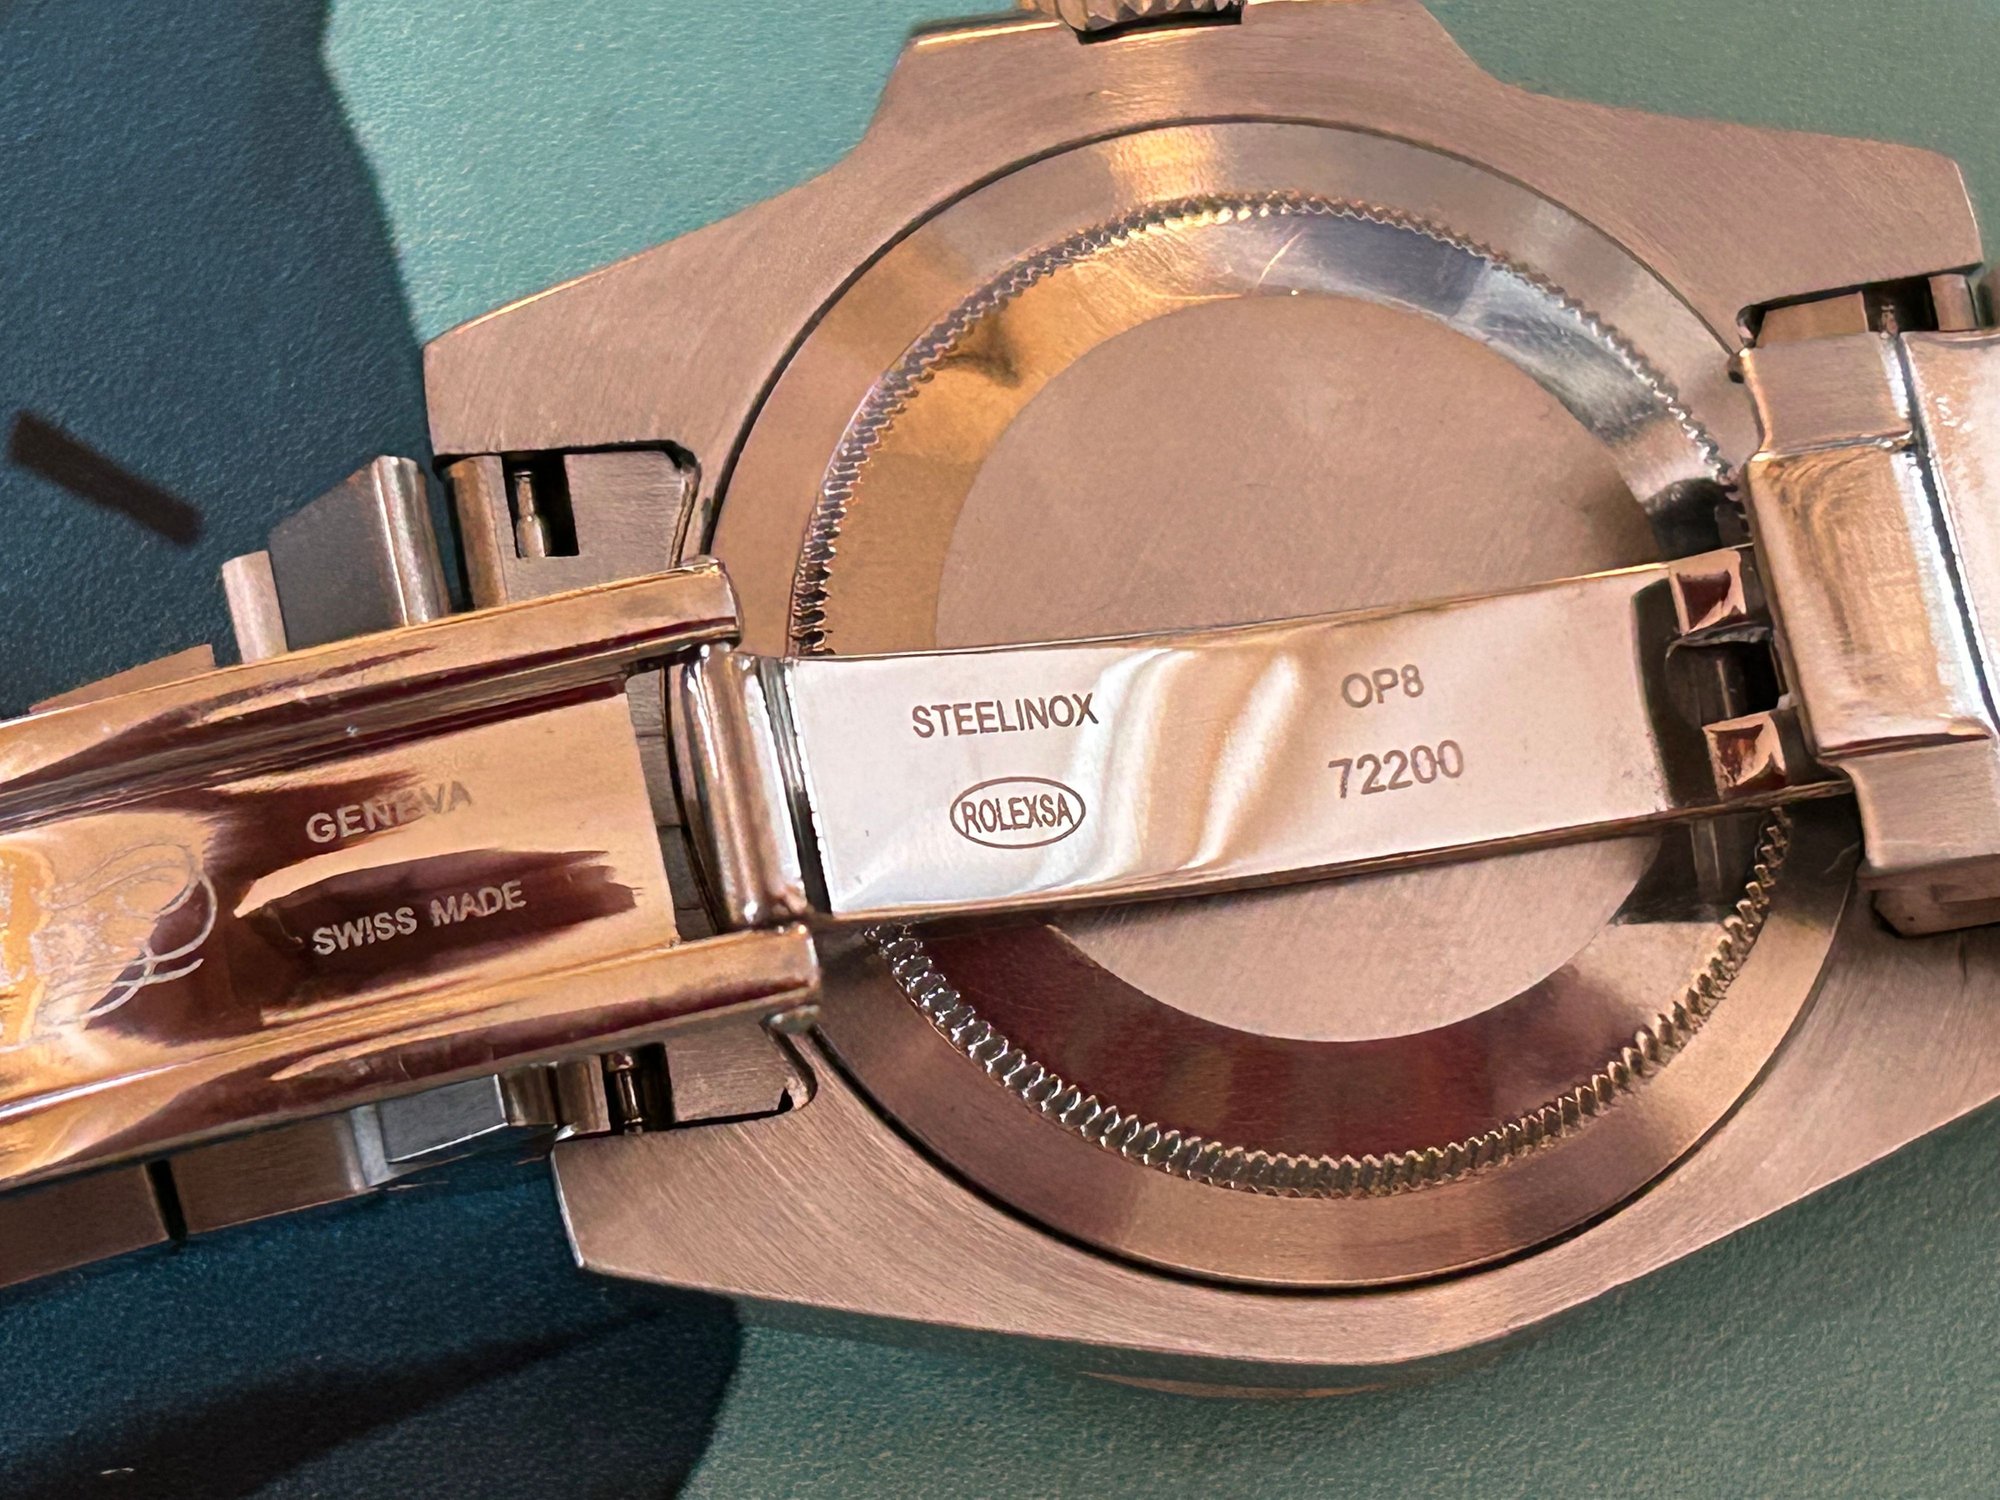 STEELINOX
ROLEXSA
OP8
72200
GENEVA
SWISS MADE